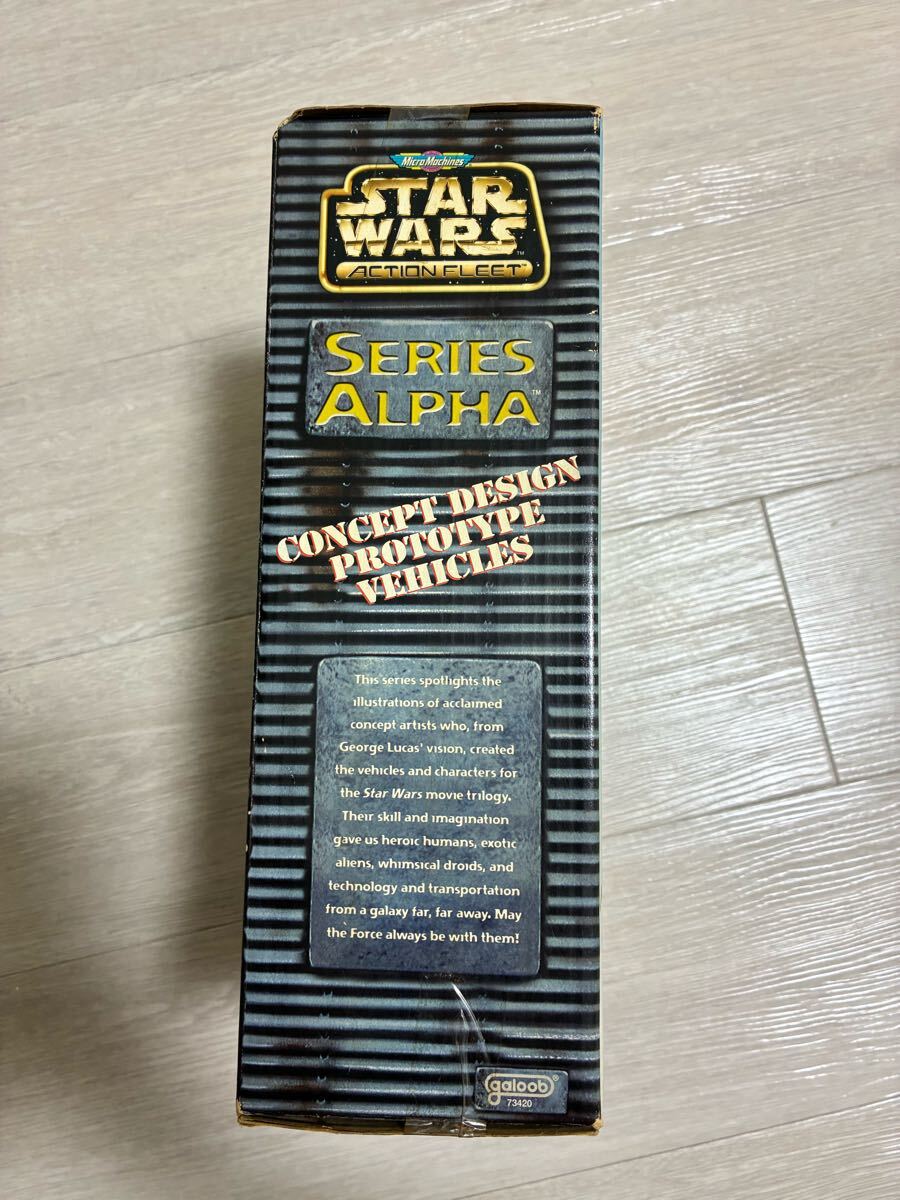 Micro Machines
STAR
WARS™
ACTION FLEET™
SERIES
ALPHA™
CONCEPT DESIGN
PROTOTYPE
VEHICLES
This series spotlights the
illustrations of acclaimed
concept artists who, from
George Lucas' vision, created
the vehicles and characters for
the Star Wars movie trilogy.
Their skill and imagination
gave us heroic humans, exotic
aliens, whimsical droids, and
technology and transportation
from a galaxy far, far away. May
the Force always be with them!
galoob®
73420